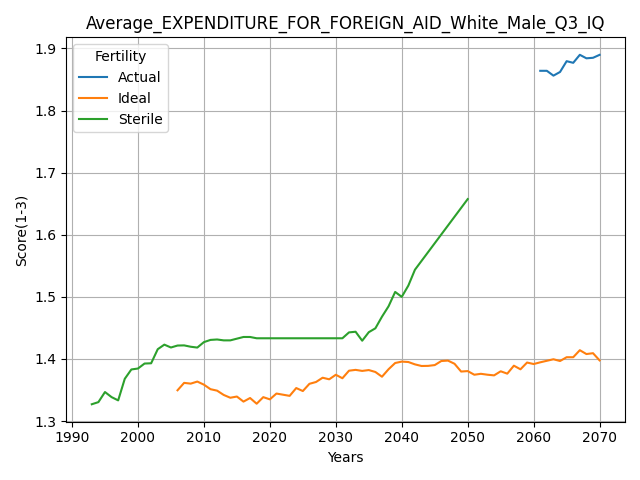 Average_EXPENDITURE_FOR_FOREIGN_AID_White_Male_Q3_IQ
Fertility
Actual
Ideal
Sterile
Score(1-3)
1.9
1.8
1.7
1.6
1.5
1.4
1.3
1990 2000 2010 2020 2030 2040 2050 2060 2070
Years